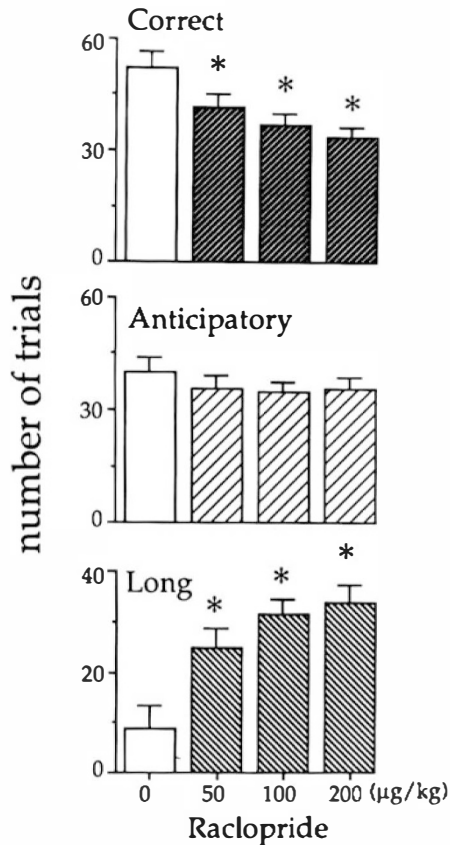 Correct
60
30
0
* * *
number of trials
Anticipatory
60
30
0
Long
40
20
0
* * *
0 50 100 200 (μg/kg)
Raclopride